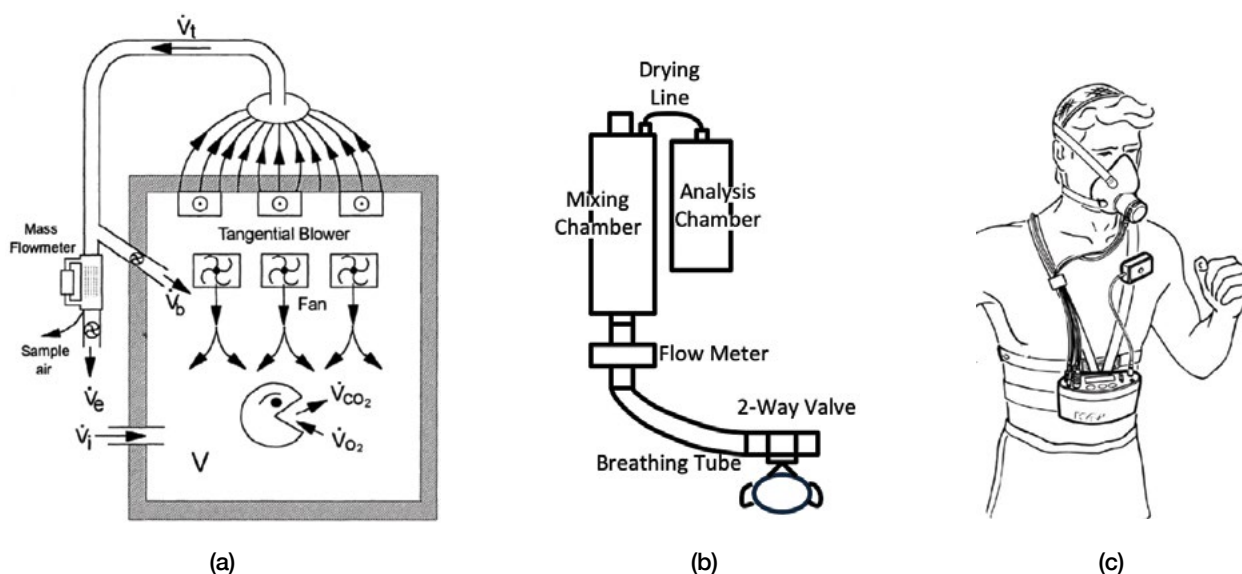 V̇t
Mass
Flowmeter
Tangential Blower
V̇b
Fan
Sample
air
V̇e
V̇CO2
V̇i
V̇O2
V
(a)
Drying
Line
Mixing
Chamber
Analysis
Chamber
Flow Meter
2-Way Valve
Breathing Tube
(b)
(c)